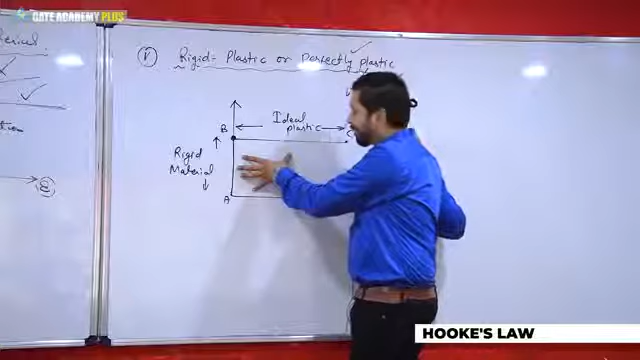 GATE ACADEMY PLUS
(v) Rigid-Plastic or Perfectly plastic
Ideal
plastic
B
C
Rigid
Material
A
ε
HOOKE'S LAW